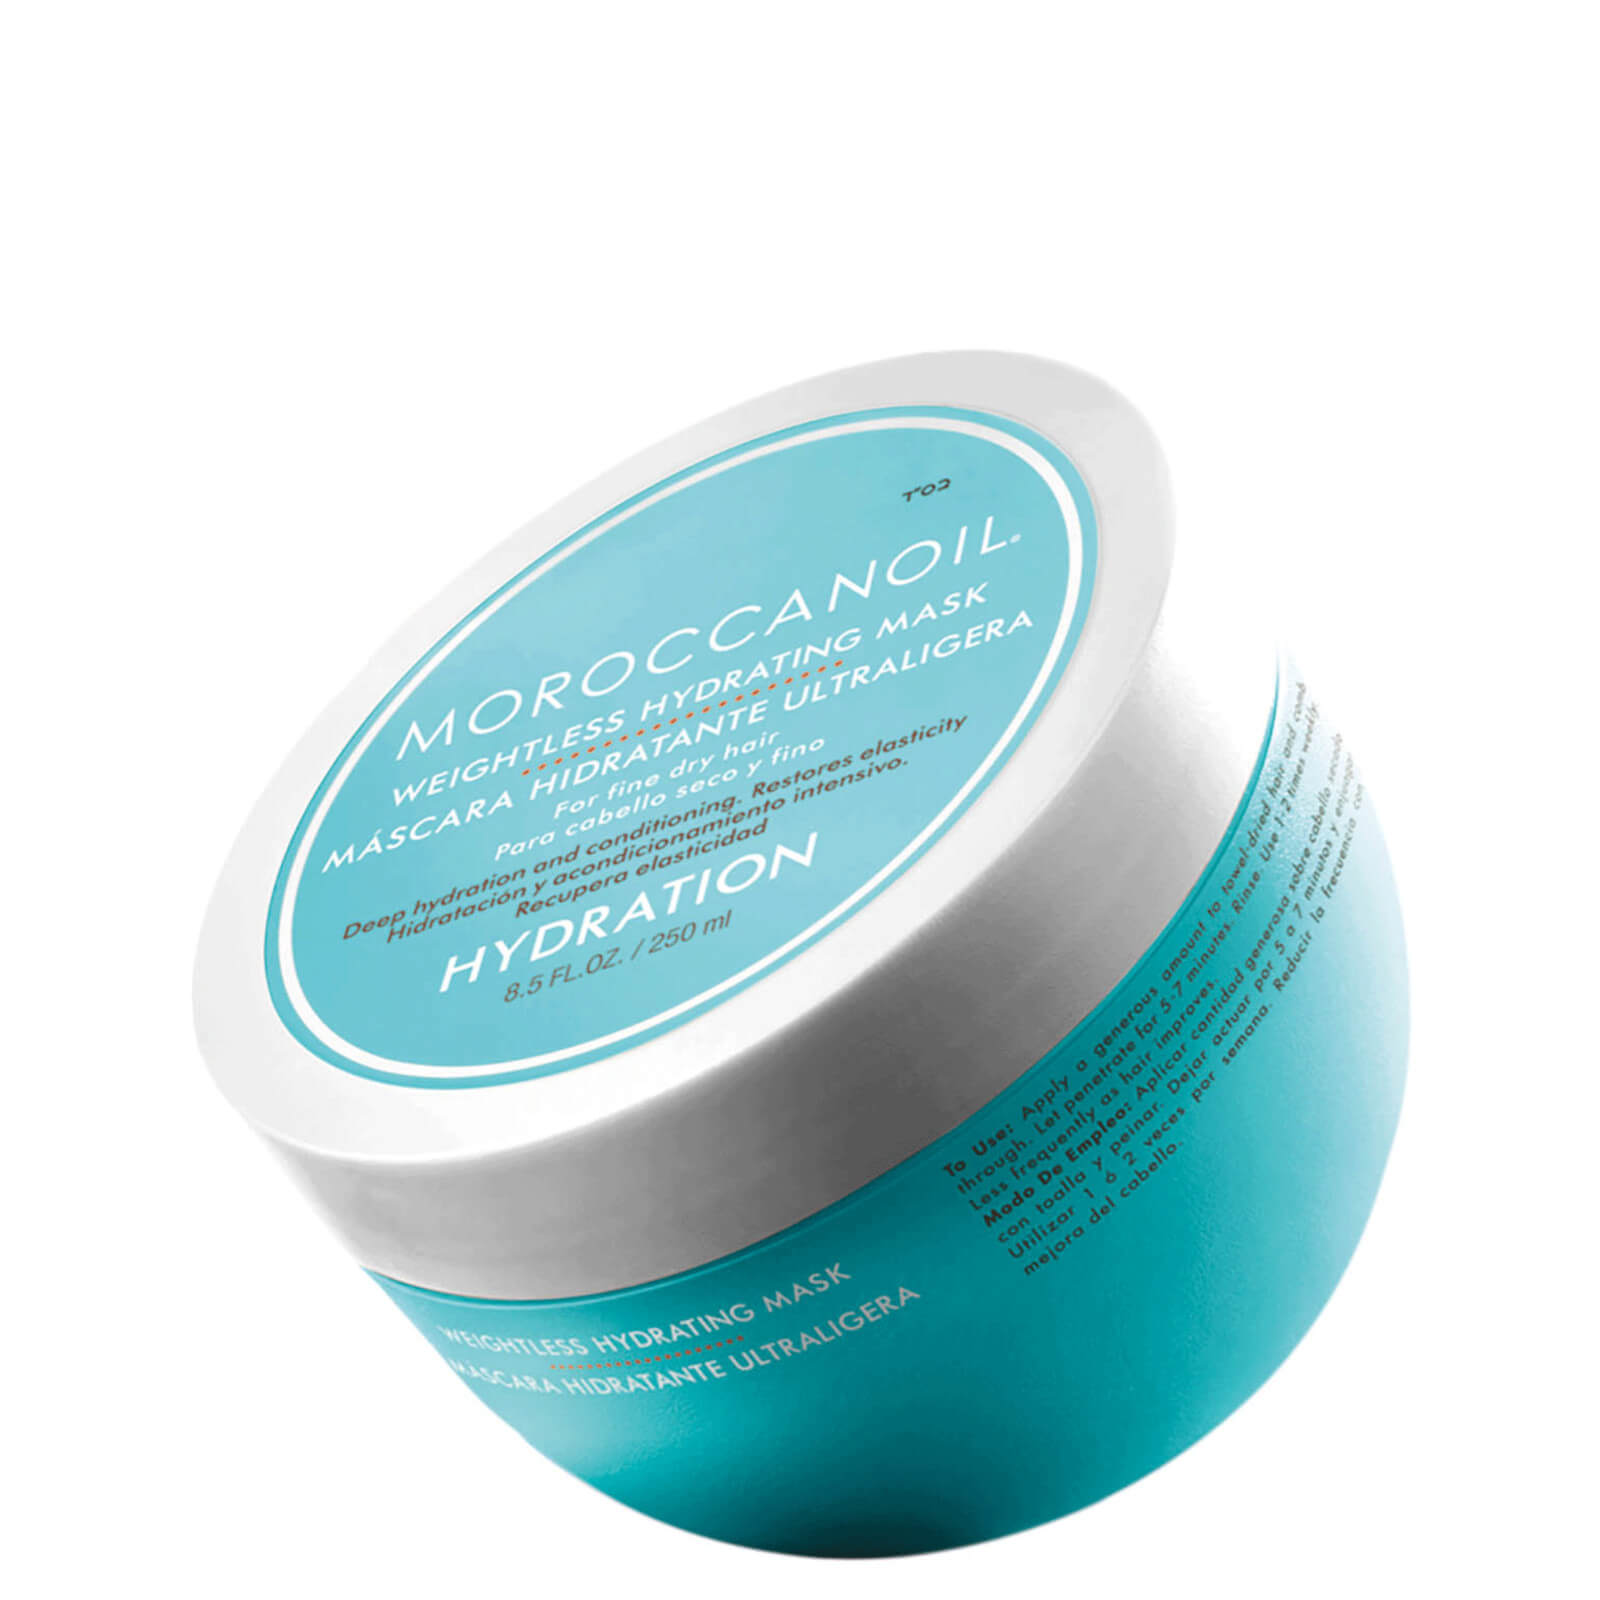 T'02
MOROCCANOIL®
WEIGHTLESS HYDRATING MASK
MÁSCARA HIDRATANTE ULTRALIGERA
For fine dry hair
Para cabello seco y fino
Deep hydration and conditioning. Restores elasticity
Hidratación y acondicionamiento intensivo.
Recupera elasticidad
HYDRATION
8.5 FL.OZ. / 250 ml
WEIGHTLESS HYDRATING MASK
MÁSCARA HIDRATANTE ULTRALIGERA
To Use: Apply a generous amount to towel-dried hair and comb
through. Let penetrate for 5-7 minutes. Rinse. Use 1-2 times weekly.
Less frequently as hair improves.
Modo De Empleo: Aplicar cantidad generosa sobre cabello secado
con toalla y peinar. Dejar actuar por 5 a 7 minutos y
Utilizar 1 ó 2 veces por semana. Reducir la frecuencia con
mejora del cabello.